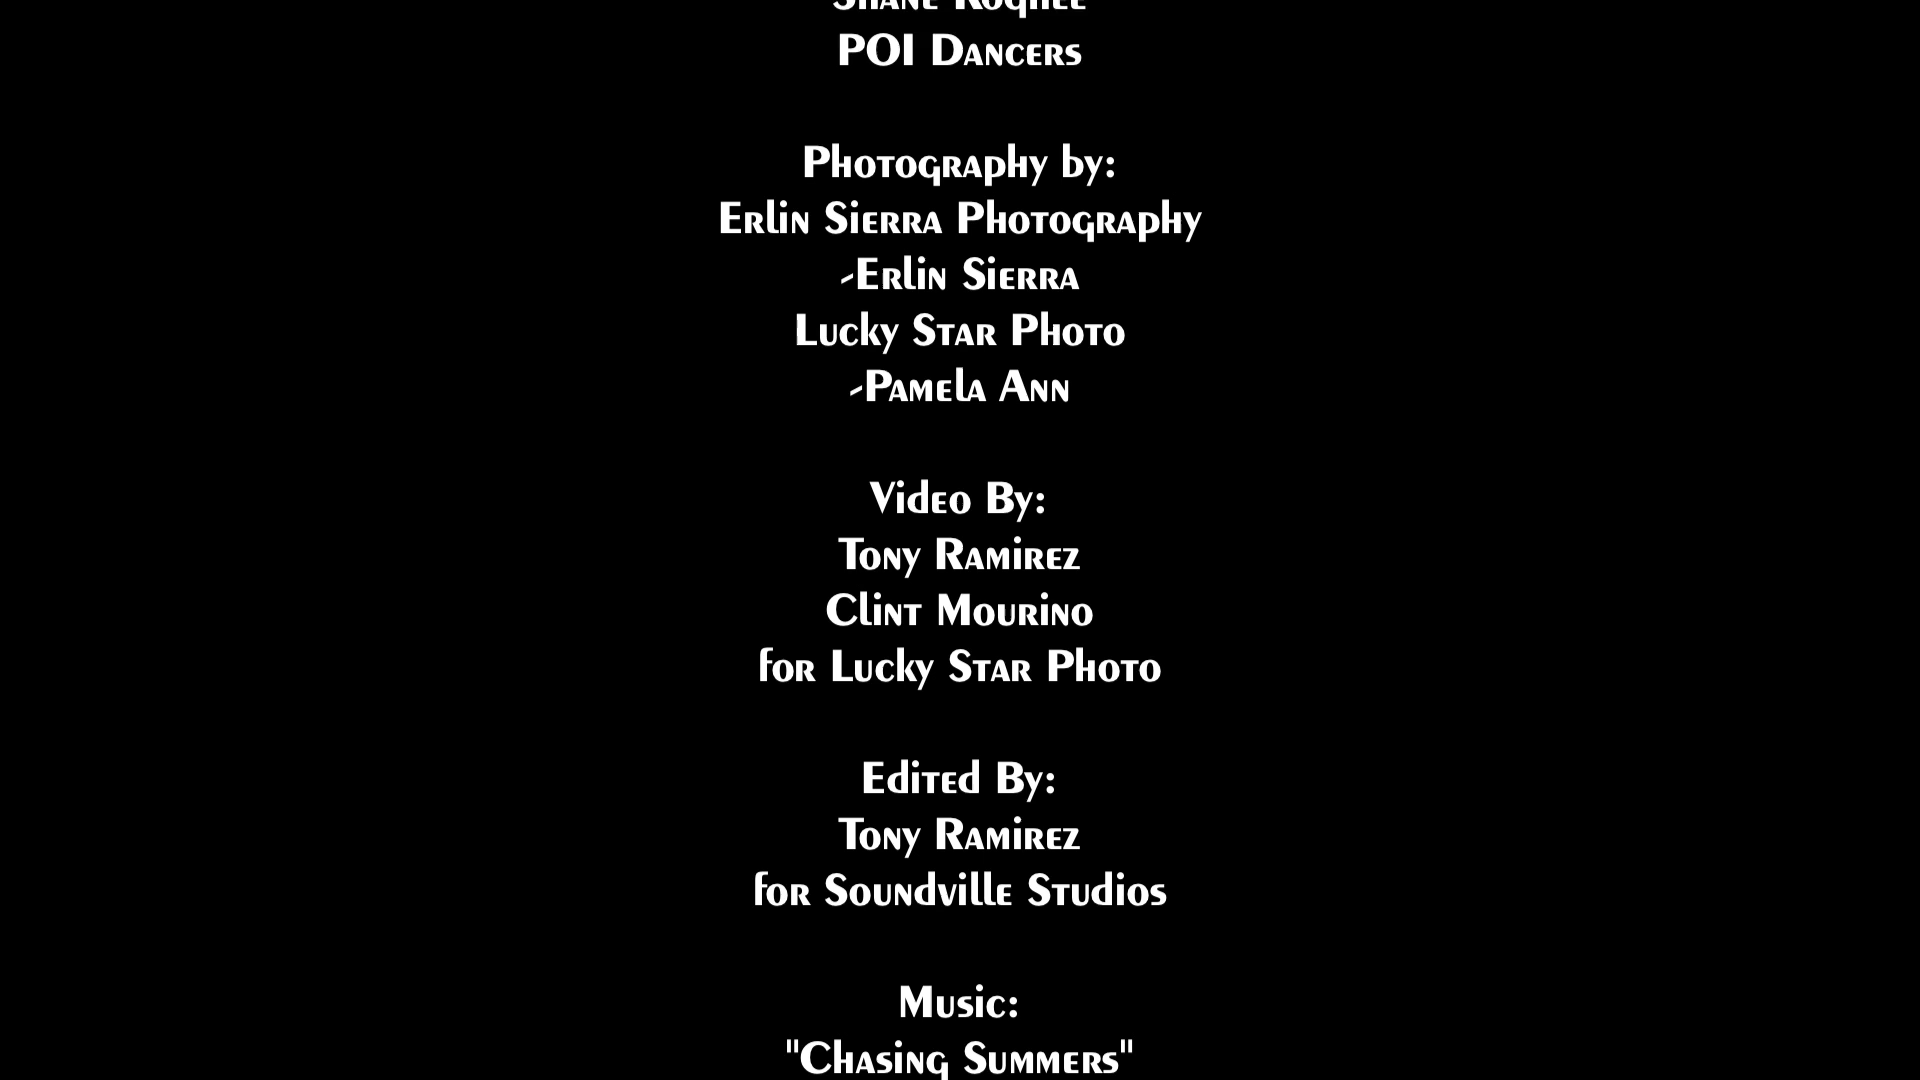 POI Dancers
Photography by:
Erlin Sierra Photography
-Erlin Sierra
Lucky Star Photo
-Pamela Ann
Video By:
Tony Ramirez
Clint Mourino
for Lucky Star Photo
Edited By:
Tony Ramirez
for Soundville Studios
Music:
"Chasing Summers"